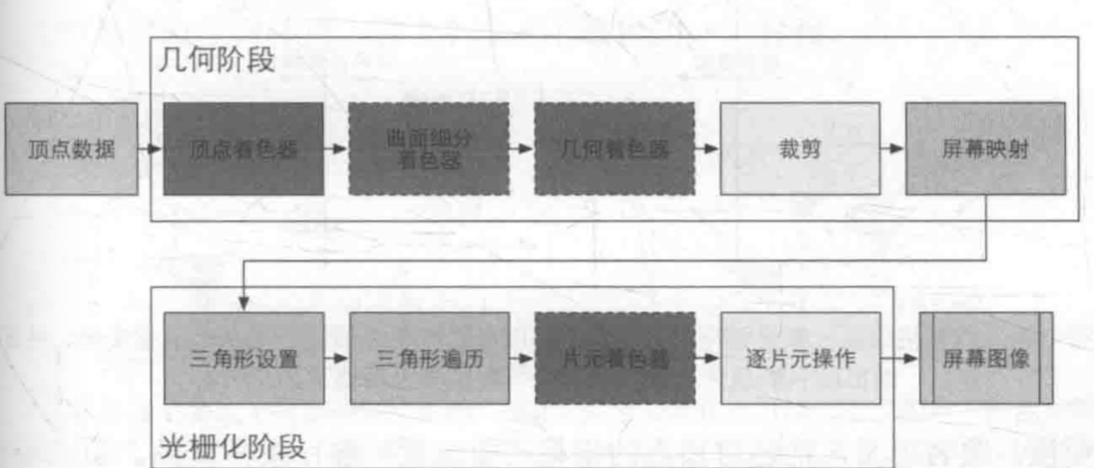 几何阶段
顶点数据
顶点着色器
曲面细分
着色器
几何着色器
裁剪
屏幕映射
三角形设置
三角形遍历
片元着色器
逐片元操作
屏幕图像
光栅化阶段